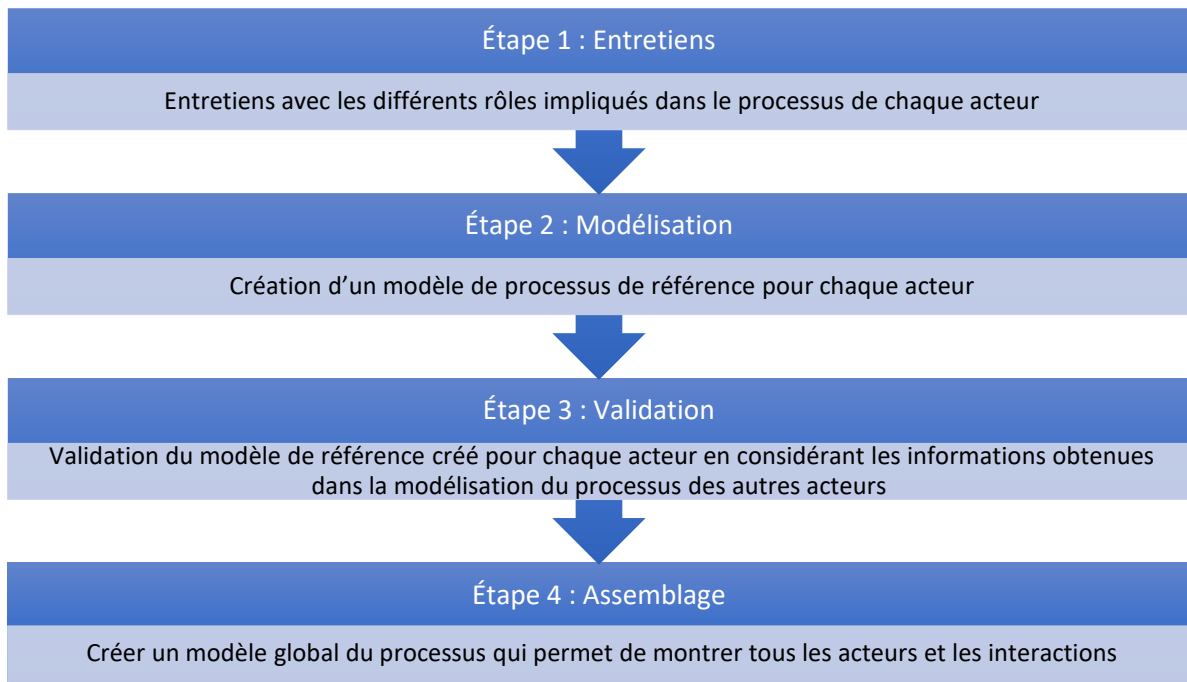 Étape 1 : Entretiens
Entretiens avec les différents rôles impliqués dans le processus de chaque acteur
Étape 2 : Modélisation
Création d’un modèle de processus de référence pour chaque acteur
Étape 3 : Validation
Validation du modèle de référence créé pour chaque acteur en considérant les informations obtenues
dans la modélisation du processus des autres acteurs
Étape 4 : Assemblage
Créer un modèle global du processus qui permet de montrer tous les acteurs et les interactions